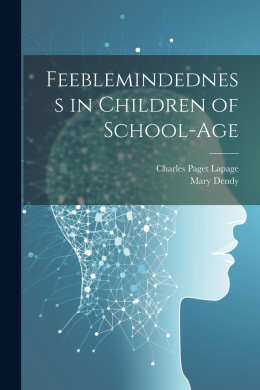 Feeblemindednes
s in Children of
School-Age
Charles Paget Lapage
Mary Dendy